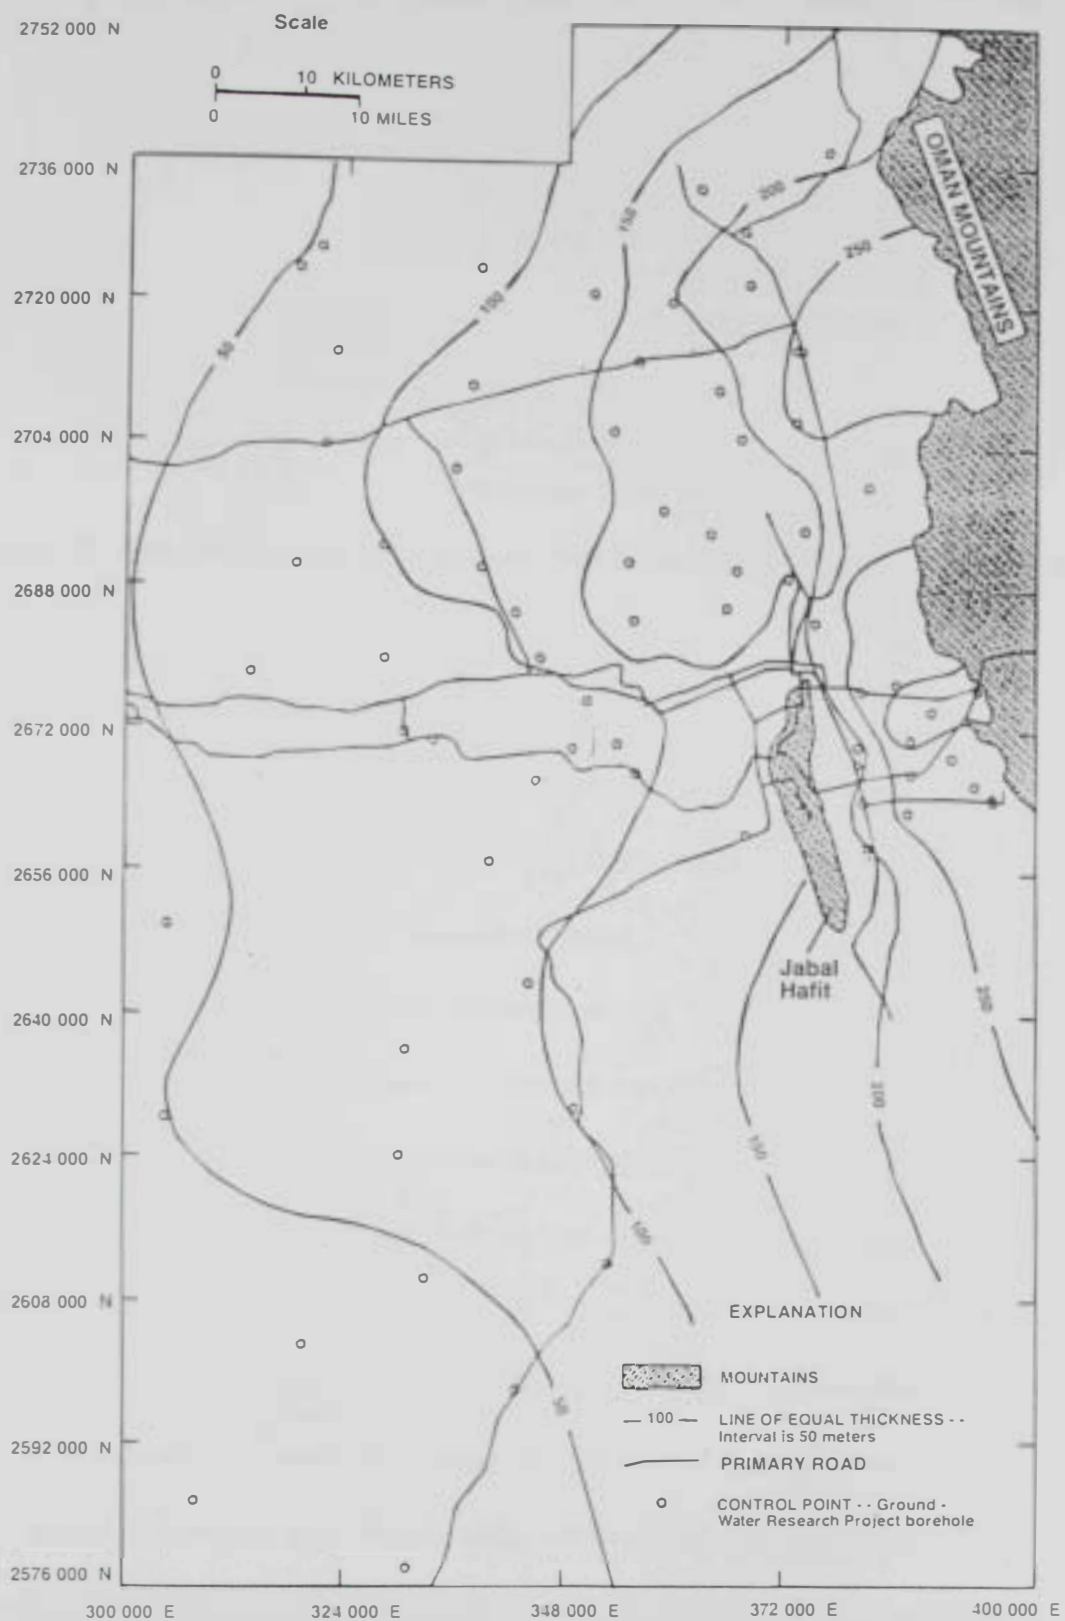 2752 000 N
Scale
0 10 KILOMETERS
0 10 MILES
2736 000 N
OMAN MOUNTAINS
200
150
250
2720 000 N
100
50
2704 000 N
2688 000 N
2672 000 N
2656 000 N
Jabal
Hafit
250
2640 000 N
200
150
2624 000 N
100
2608 000 N
EXPLANATION
MOUNTAINS
50
— 100 — LINE OF EQUAL THICKNESS - -
Interval is 50 meters
2592 000 N
PRIMARY ROAD
CONTROL POINT - - Ground -
Water Research Project borehole
2576 000 N
300 000 E 324 000 E 348 000 E 372 000 E 400 000 E